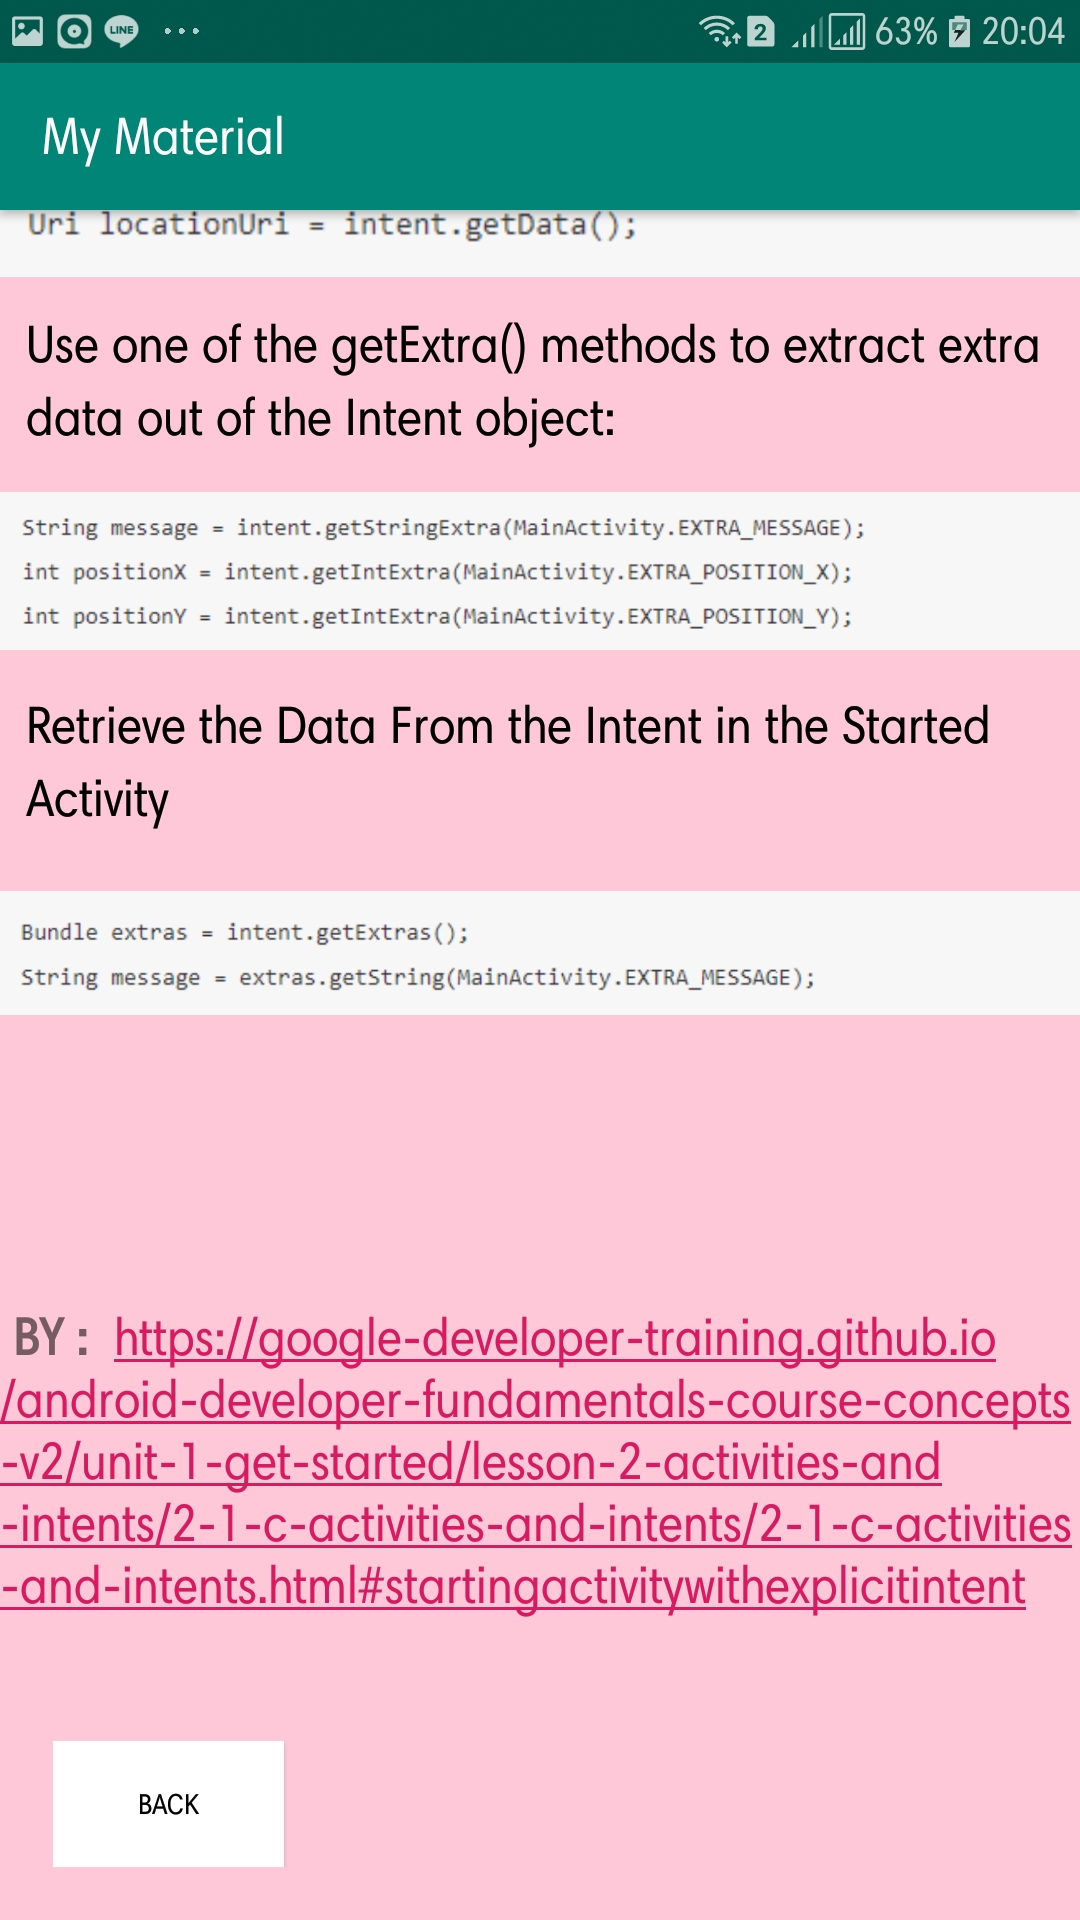 LINE 2 63% 20:04
My Material
Uri locationUri = intent.getData();
Use one of the getExtra() methods to extract extra
data out of the Intent object:
String message = intent.getStringExtra(MainActivity.EXTRA_MESSAGE);
int positionX = intent.getIntExtra(MainActivity.EXTRA_POSITION_X);
int positionY = intent.getIntExtra(MainActivity.EXTRA_POSITION_Y);
Retrieve the Data From the Intent in the Started
Activity
Bundle extras = intent.getExtras();
String message = extras.getString(MainActivity.EXTRA_MESSAGE);
BY : https://google-developer-training.github.io
/android-developer-fundamentals-course-concepts
-v2/unit-1-get-started/lesson-2-activities-and
-intents/2-1-c-activities-and-intents/2-1-c-activities
-and-intents.html#startingactivitywithexplicitintent
BACK